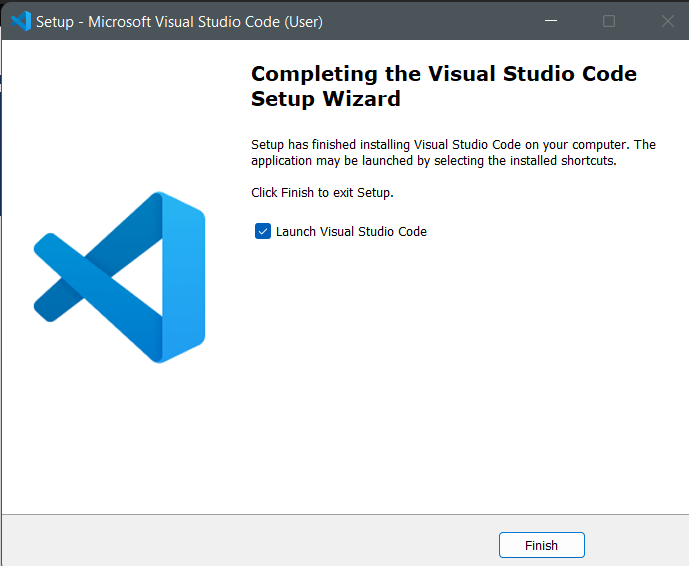 Setup - Microsoft Visual Studio Code (User)
Completing the Visual Studio Code
Setup Wizard
Setup has finished installing Visual Studio Code on your computer. The
application may be launched by selecting the installed shortcuts.
Click Finish to exit Setup.
Launch Visual Studio Code
Finish